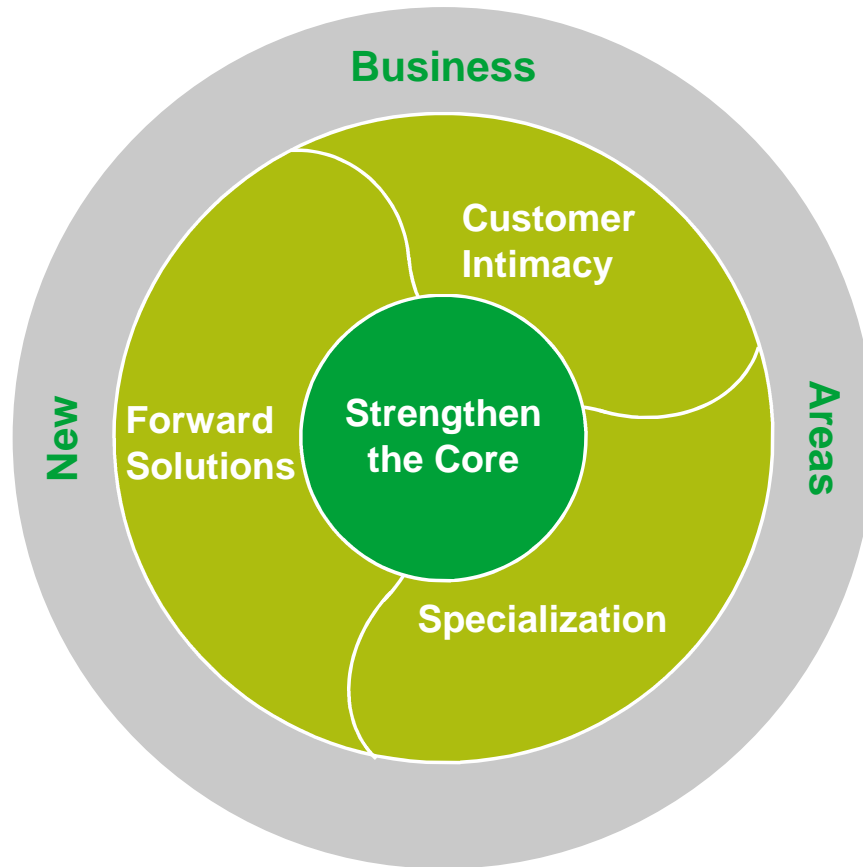 New
Business
Areas
Customer
Intimacy
Forward
Solutions
Strengthen
the Core
Specialization